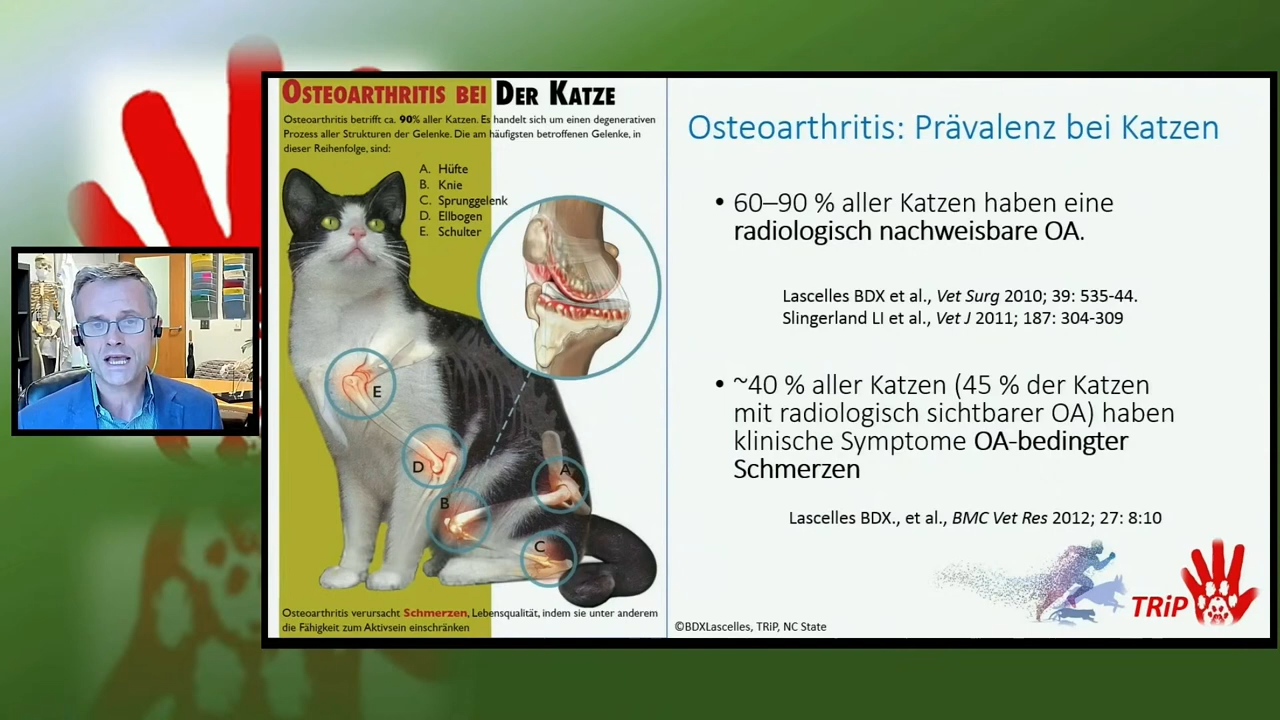 OSTEOARTHRITIS BEI DER KATZE
Osteoarthritis betrifft ca. 90% aller Katzen. Es handelt sich um einen degenerativen
Prozess aller Strukturen der Gelenke. Die am häufigsten betroffenen Gelenke, in
dieser Reihenfolge, sind:
A. Hüfte
B. Knie
C. Sprunggelenk
D. Ellbogen
E. Schulter
E
D
B
A
C
Osteoarthritis verursacht Schmerzen, Lebensqualität, indem sie unter anderem
die Fähigkeit zum Aktivsein einschränken
Osteoarthritis: Prävalenz bei Katzen
• 60–90 % aller Katzen haben eine
radiologisch nachweisbare OA.
Lascelles BDX et al., Vet Surg 2010; 39: 535-44.
Slingerland LI et al., Vet J 2011; 187: 304-309
• ~40 % aller Katzen (45 % der Katzen
mit radiologisch sichtbarer OA) haben
klinische Symptome OA-bedingter
Schmerzen
Lascelles BDX., et al., BMC Vet Res 2012; 27: 8:10
TRiP
©BDXLascelles, TRiP, NC State